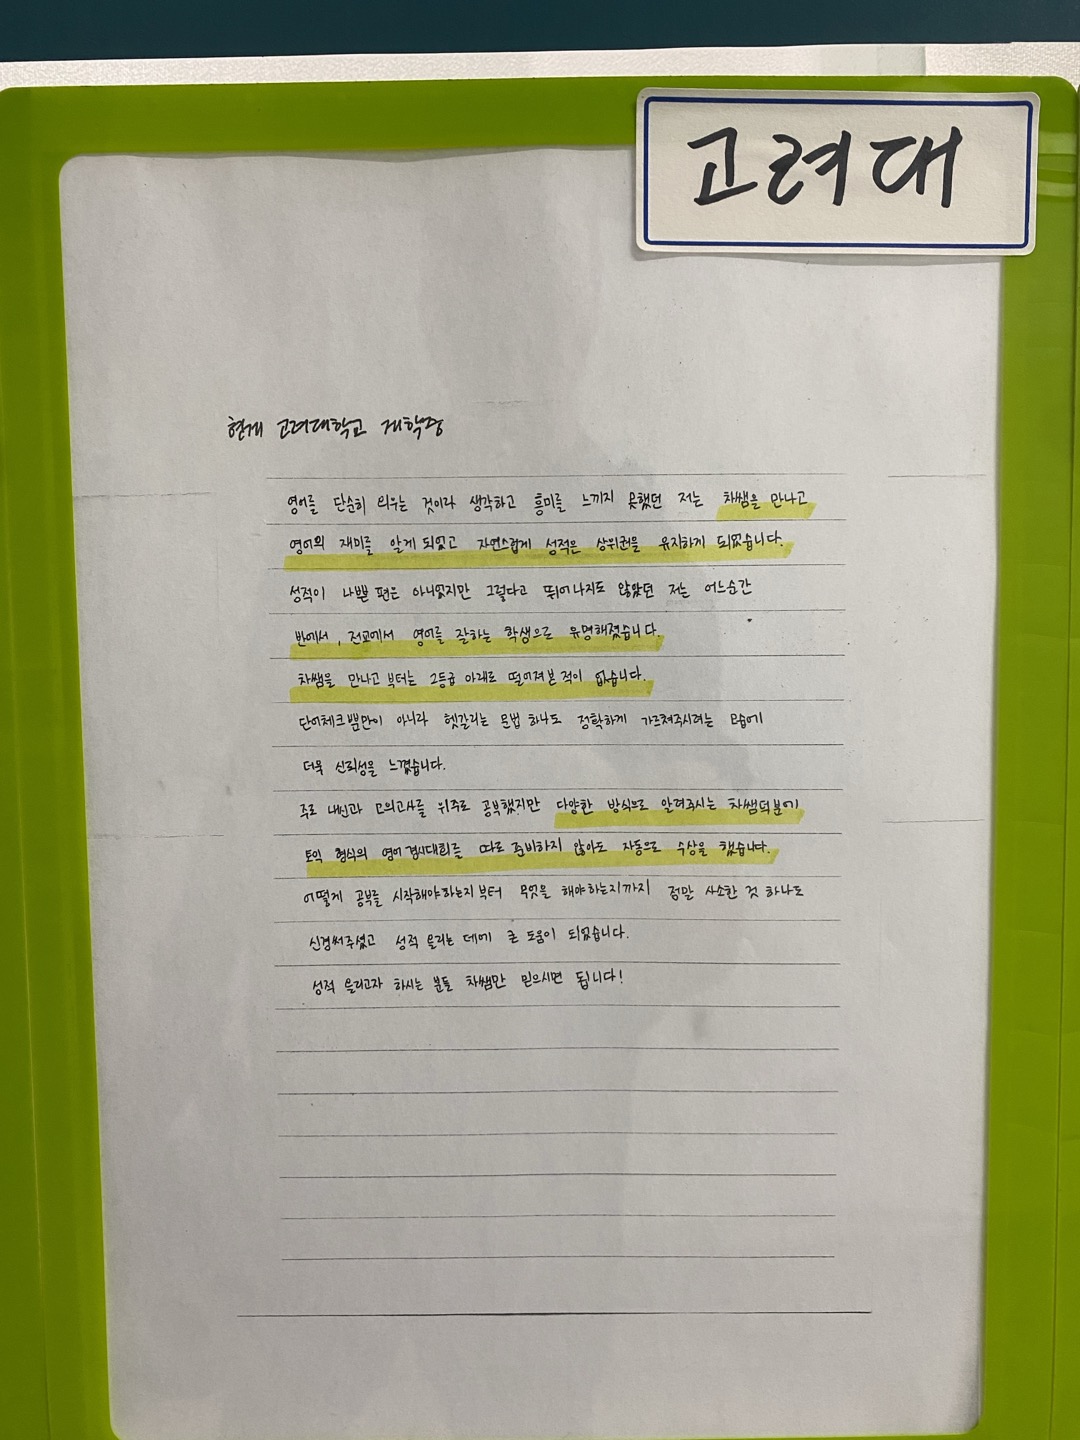 고려대
현재 고려대학교 재학중
영어를 단순히 외우는 것이라 생각하고 흥미를 느끼지 못했던 저는 차쌤을 만나고
영어의 재미를 알게 되었고 자연스럽게 성적은 상위권을 유지하게 되었습니다.
성적이 나쁜 편은 아니었지만 그렇다고 뛰어나지도 않았던 저는 어느순간
반에서, 전교에서 영어를 잘하는 학생으로 유명해졌습니다.
차쌤을 만나고부터는 2등급 아래로 떨어져본 적이 없습니다.
단어체크뿐만이 아니라 헷갈리는 문법 하나도 정확하게 가르쳐주시려는 모습에
더욱 신뢰성을 느꼈습니다.
주로 내신과 모의고사를 위주로 공부했지만 다양한 방식으로 알려주시는 차쌤덕분에
토익 형식의 영어경시대회를 따로 준비하지 않아도 자동으로 수상을 했습니다.
어떻게 공부를 시작해야하는지부터 무엇을 해야하는지까지 정말 사소한 것 하나도
신경써주셨고 성적 올리는 데에 큰 도움이 되었습니다.
성적 올리고자 하시는 분들 차쌤만 믿으시면 됩니다!